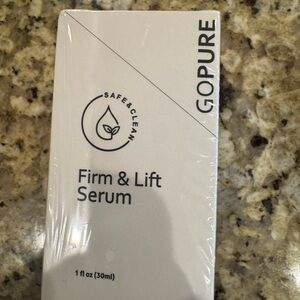 GOPURE
SAFE&CLEAN
Firm & Lift
Serum
1 fl oz (30ml)